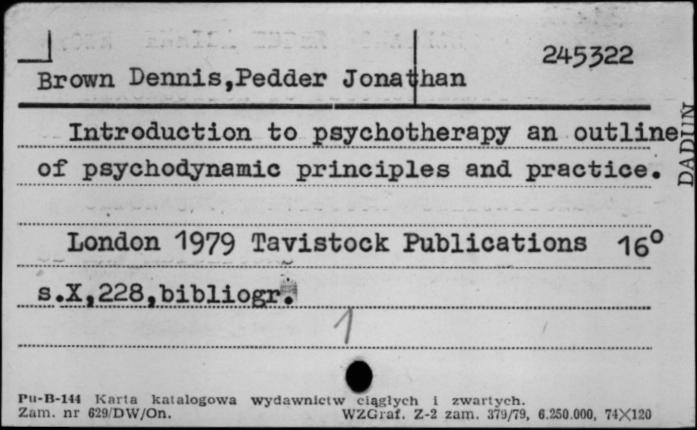 245322
Brown Dennis,Pedder Jonathan
Introduction to psychotherapy an outline
of psychodynamic principles and practice.
London 1979 Tavistock Publications 16°
s.X,228,bibliogr.
1
Pu-B-144 Karta katalogowa wydawnictw ciągłych i zwartych.
Zam. nr 629/DW/On. WZGraf. Z-2 zam. 379/79, 6.250.000, 74×120
DADUN